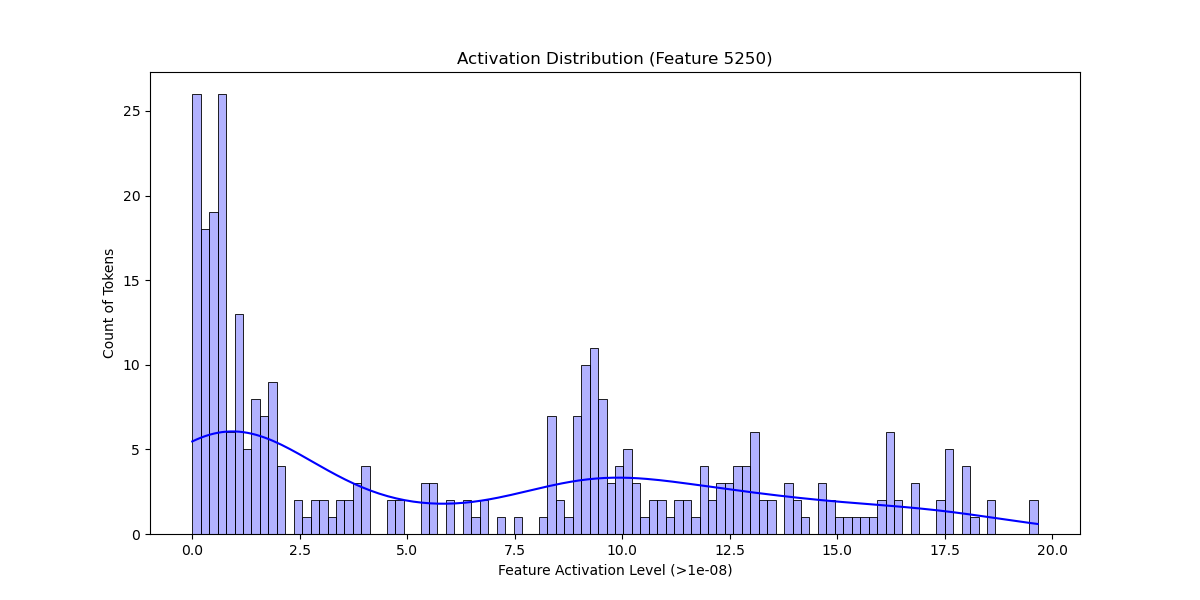 Activation Distribution (Feature 5250)
25
20
15
10
5
0
Count of Tokens
0.0 2.5 5.0 7.5 10.0 12.5 15.0 17.5 20.0
Feature Activation Level (>1e-08)